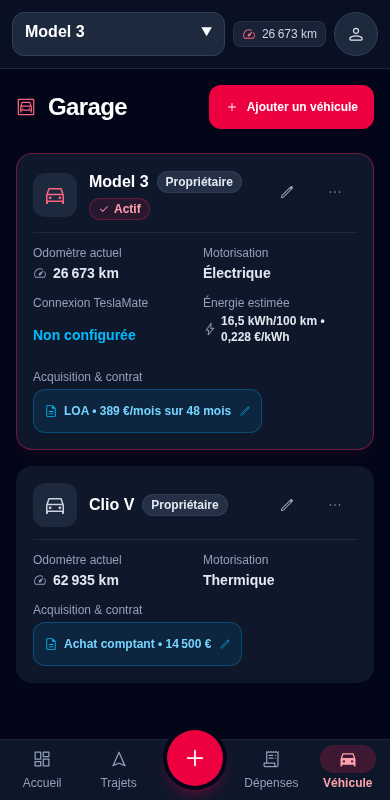 Model 3
26 673 km
Garage
Ajouter un véhicule
Model 3
Propriétaire
Actif
Odomètre actuel
Motorisation
26 673 km
Électrique
Connexion TeslaMate
Énergie estimée
Non configurée
16,5 kWh/100 km •
0,228 €/kWh
Acquisition & contrat
LOA • 389 €/mois sur 48 mois
Clio V
Propriétaire
Odomètre actuel
Motorisation
62 935 km
Thermique
Acquisition & contrat
Achat comptant • 14 500 €
Accueil
Trajets
Dépenses
Véhicule